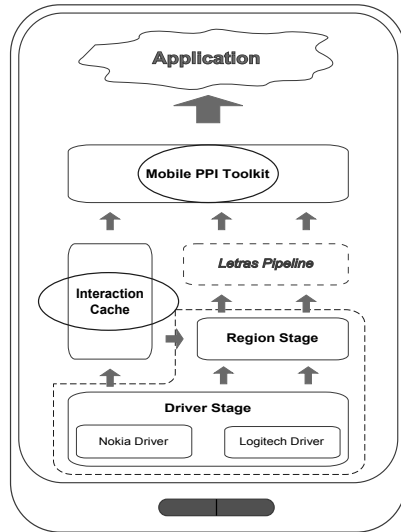 Application
Mobile PPI Toolkit
Letras Pipeline
Interaction
Cache
Region Stage
Driver Stage
Nokia Driver
Logitech Driver